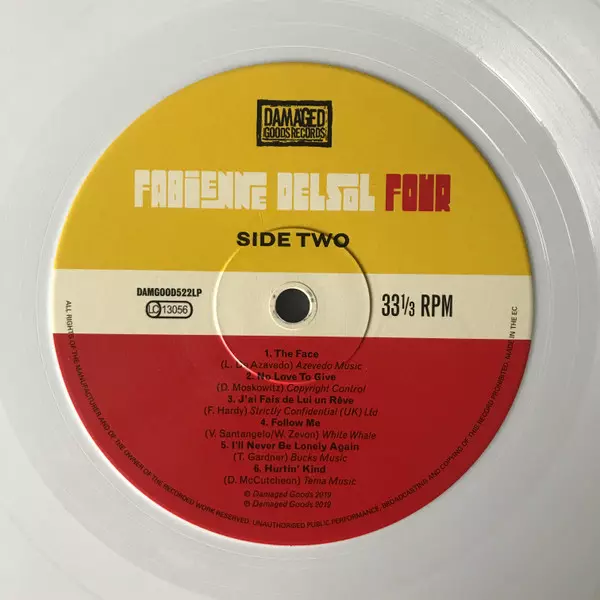 DAMAGED
GOODS RECORDS
FABIENNE DELSOL FOUR
SIDE TWO
DAMGOOD522LP
LC 13056
33 1/3 RPM
1. The Face
(L. D. Azavedo) Azevedo Music
2. No Love To Give
(D. Moskowitz) Copyright Control
3. J'ai Fais de Lui un Rêve
(F. Hardy) Strictly Confidential (UK) Ltd
4. Follow Me
(V. Santangelo/W. Zevon) White Whale
5. I'll Never Be Lonely Again
(T. Gardner) Bucks Music
6. Hurtin' Kind
(D. McCutcheon) Tema Music
℗ Damaged Goods 2019
© Damaged Goods 2019
ALL RIGHTS OF THE MANUFACTURER AND OF THE OWNER OF THE RECORDED WORK RESERVED. UNAUTHORISED PUBLIC PERFORMANCE, BROADCASTING AND COPYING OF THIS RECORD PROHIBITED. MADE IN THE EC